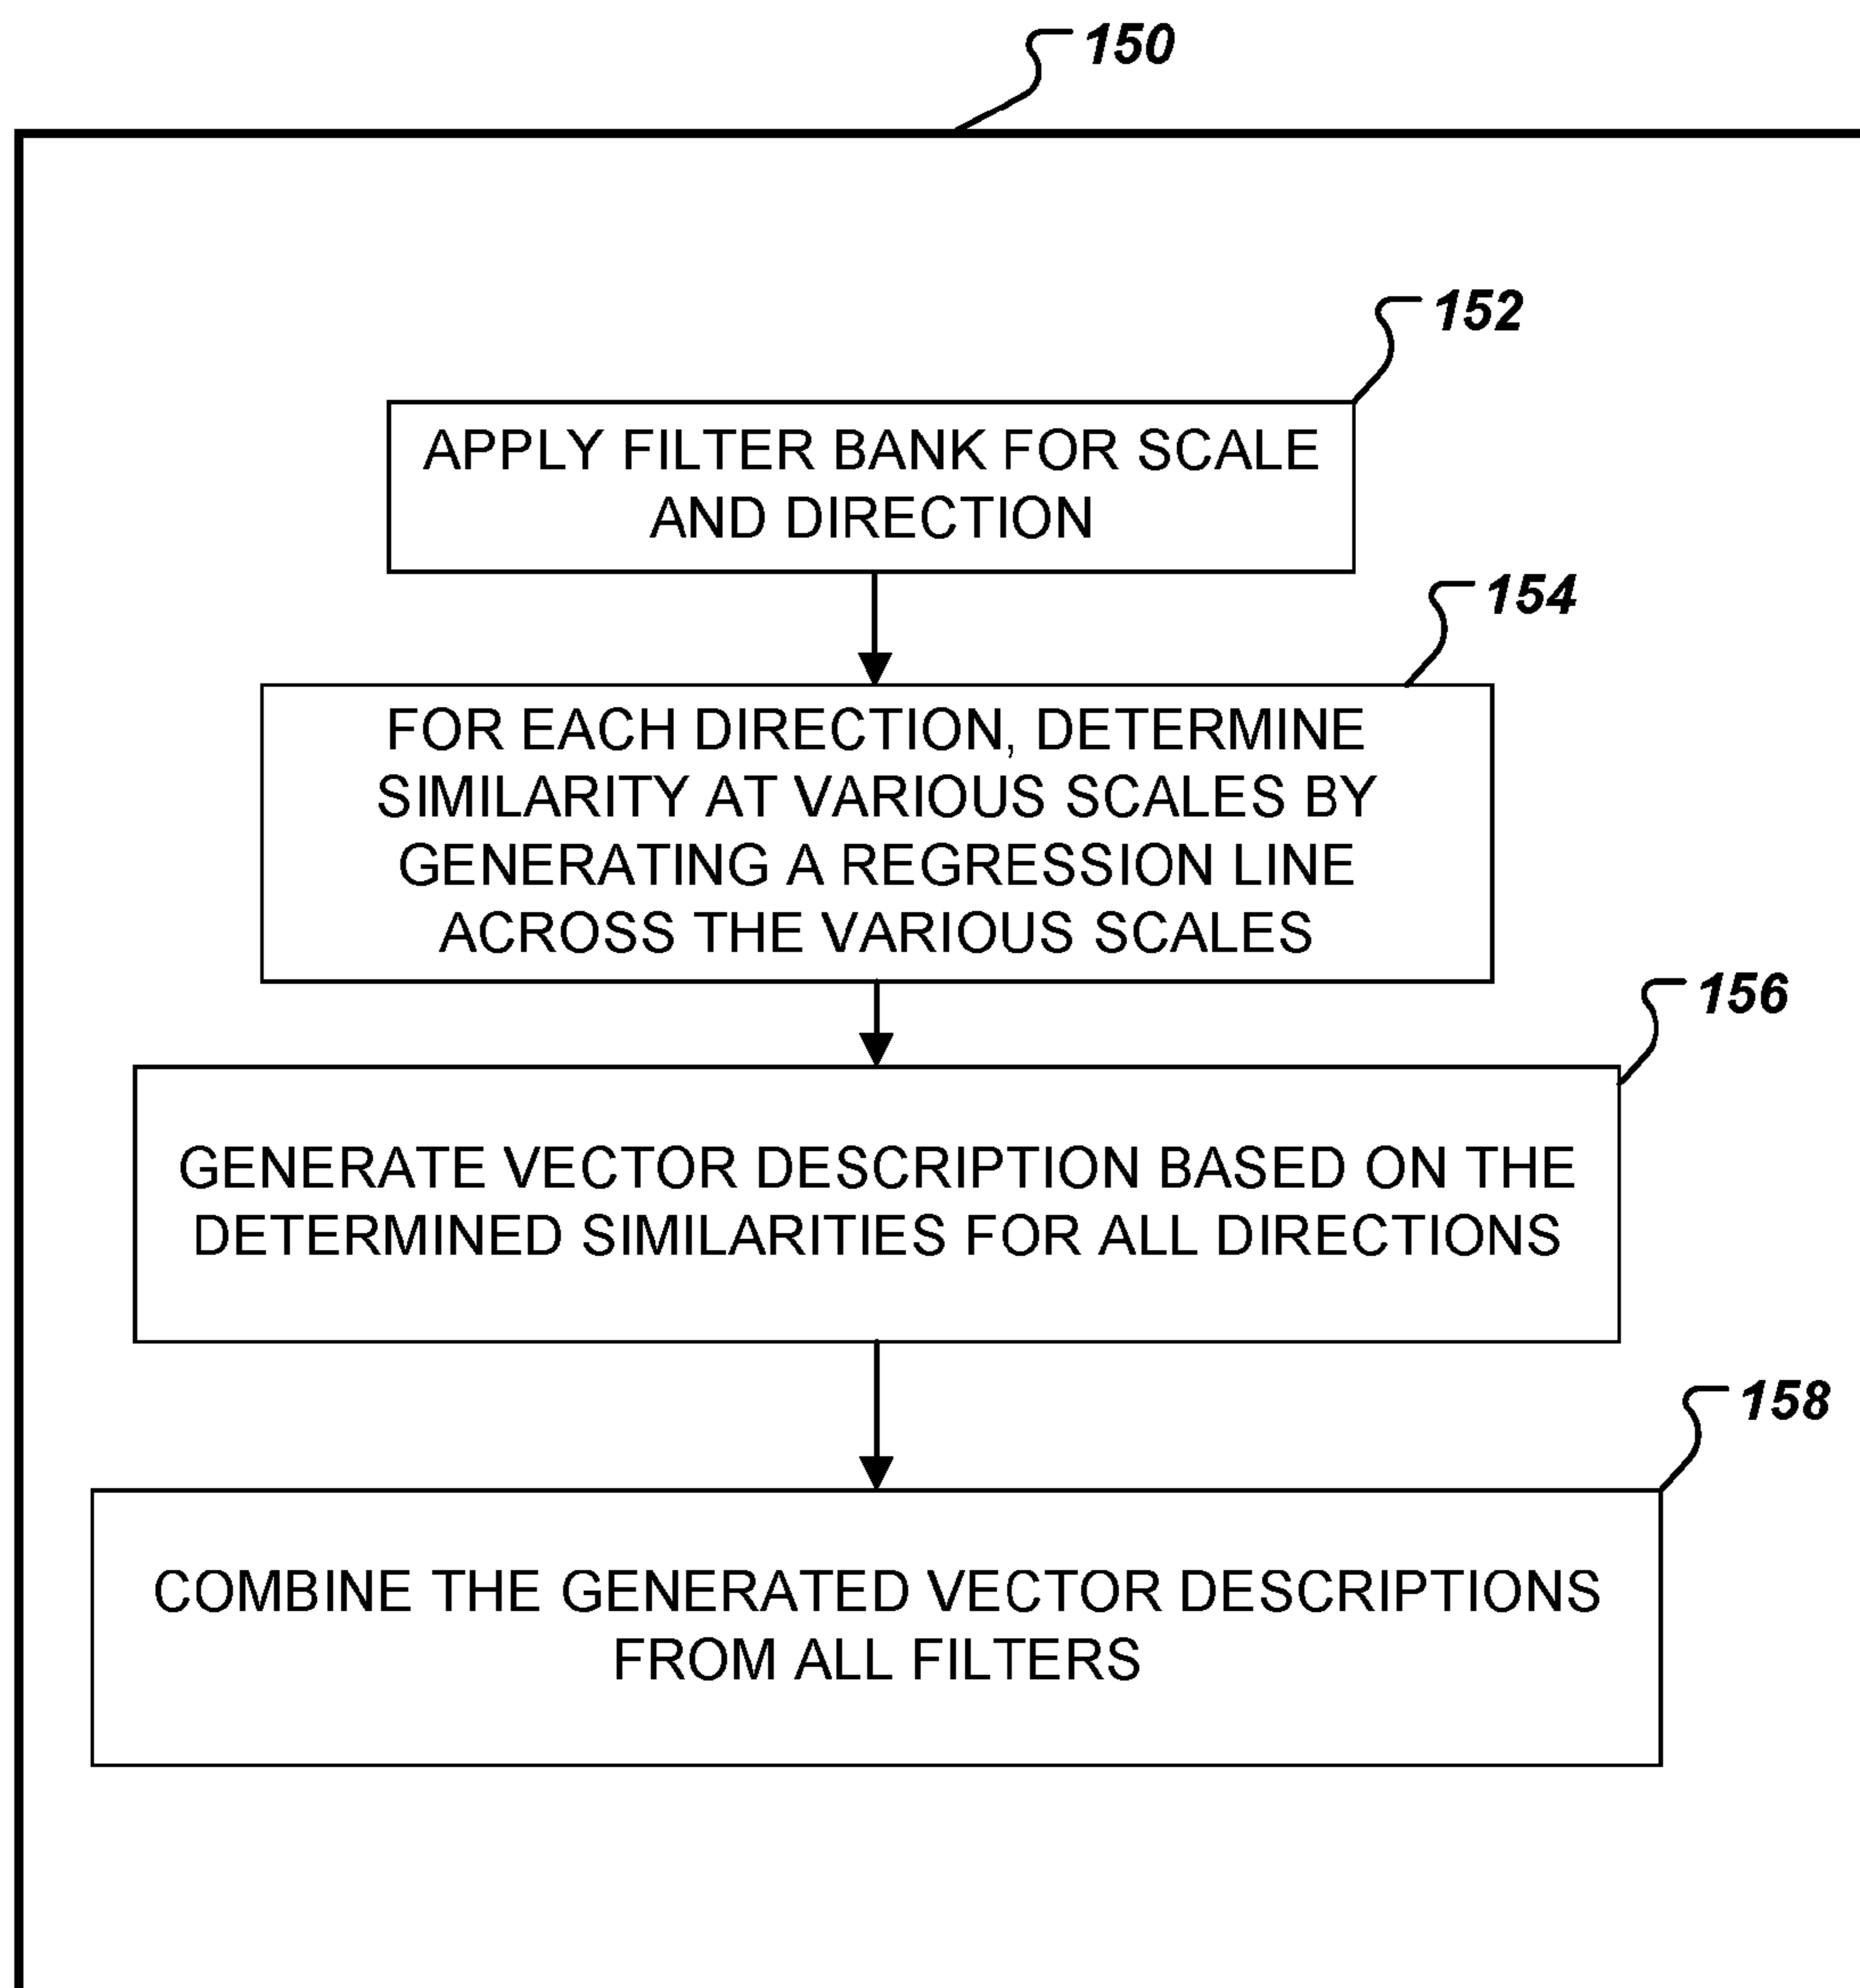 150
152
APPLY FILTER BANK FOR SCALE
AND DIRECTION
154
FOR EACH DIRECTION, DETERMINE
SIMILARITY AT VARIOUS SCALES BY
GENERATING A REGRESSION LINE
ACROSS THE VARIOUS SCALES
156
GENERATE VECTOR DESCRIPTION BASED ON THE
DETERMINED SIMILARITIES FOR ALL DIRECTIONS
158
COMBINE THE GENERATED VECTOR DESCRIPTIONS
FROM ALL FILTERS